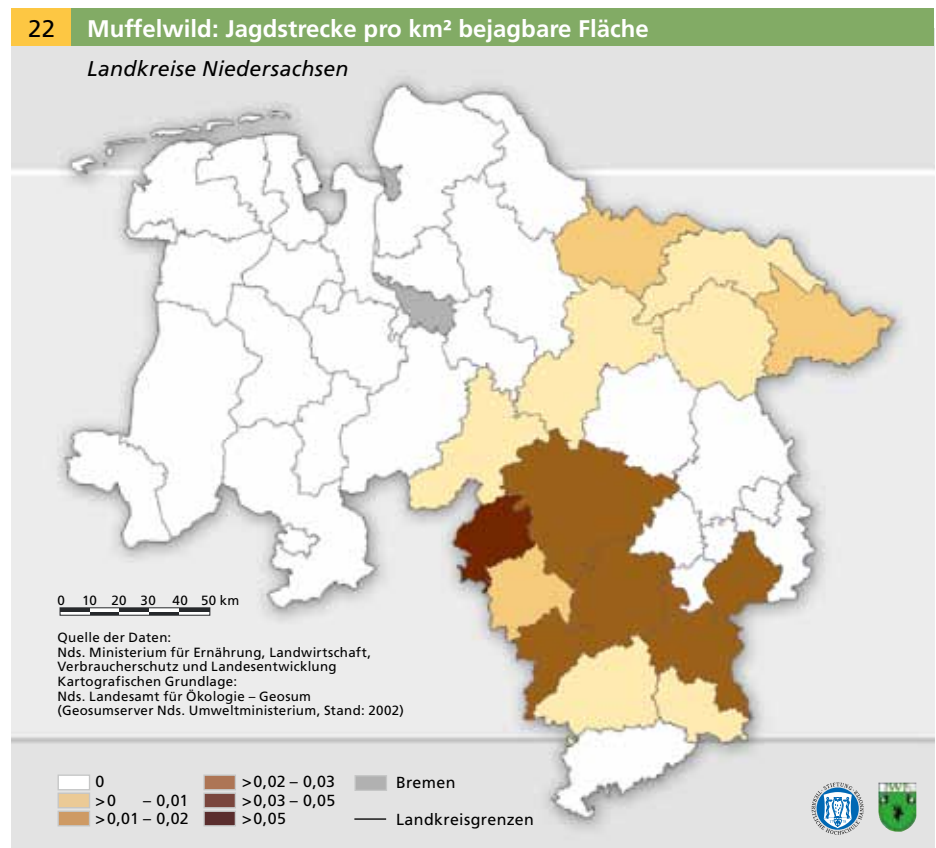 22 Muffelwild: Jagdstrecke pro km² bejagbare Fläche
Landkreise Niedersachsen
0 10 20 30 40 50 km
Quelle der Daten:
Nds. Ministerium für Ernährung, Landwirtschaft,
Verbraucherschutz und Landesentwicklung
Kartografischen Grundlage:
Nds. Landesamt für Ökologie – Geosum
(Geosumserver Nds. Umweltministerium, Stand: 2002)
0
>0 – 0,01
>0,01 – 0,02
>0,02 – 0,03
>0,03 – 0,05
>0,05
Bremen
Landkreisgrenzen